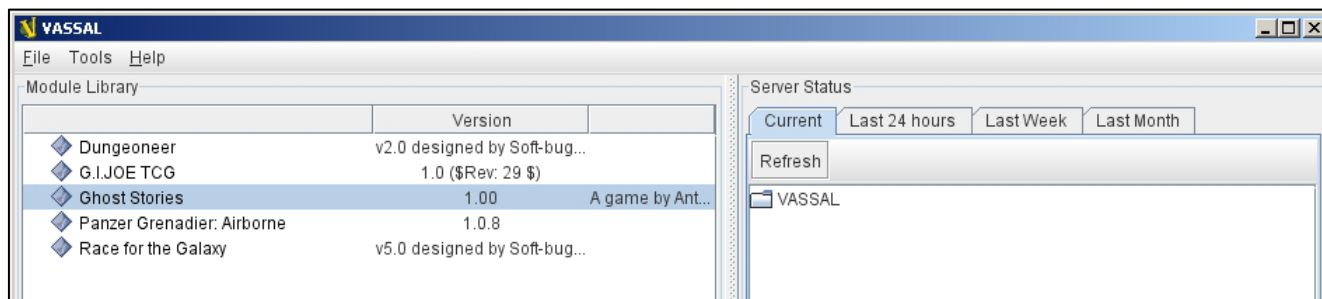 VASSAL
File Tools Help
Module Library
Version
Dungeoneer v2.0 designed by Soft-bug...
G.I.JOE TCG 1.0 ($Rev: 29 $)
Ghost Stories 1.00 A game by Ant...
Panzer Grenadier: Airborne 1.0.8
Race for the Galaxy v5.0 designed by Soft-bug...
Server Status
Current Last 24 hours Last Week Last Month
Refresh
VASSAL